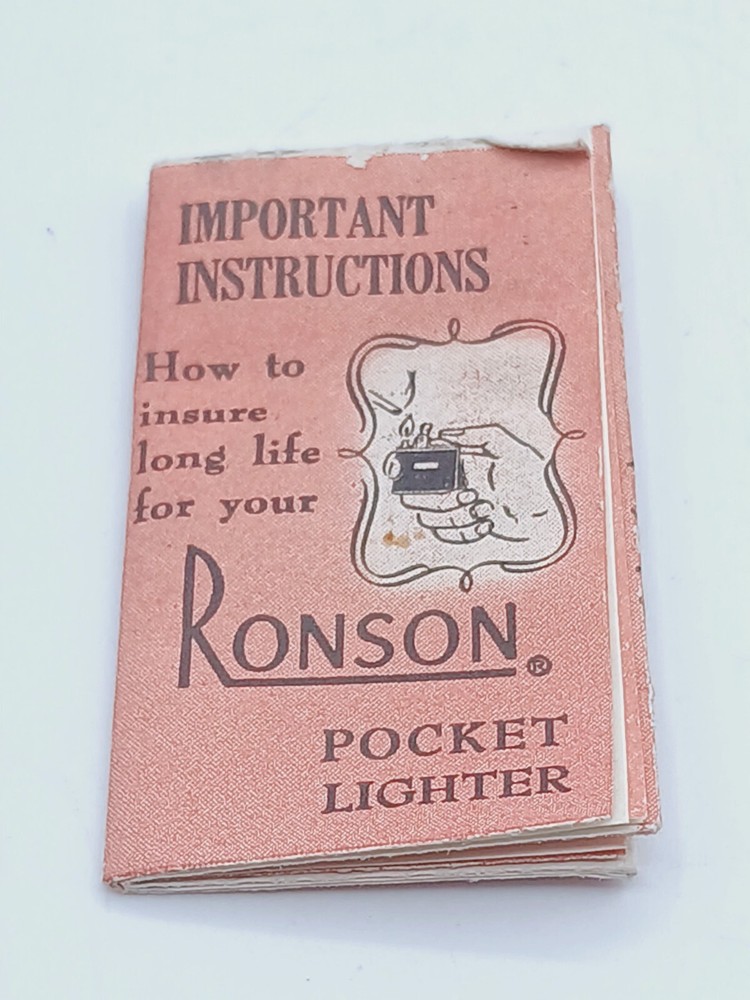 IMPORTANT
INSTRUCTIONS
How to
insure
long life
for your
RONSON®
POCKET
LIGHTER